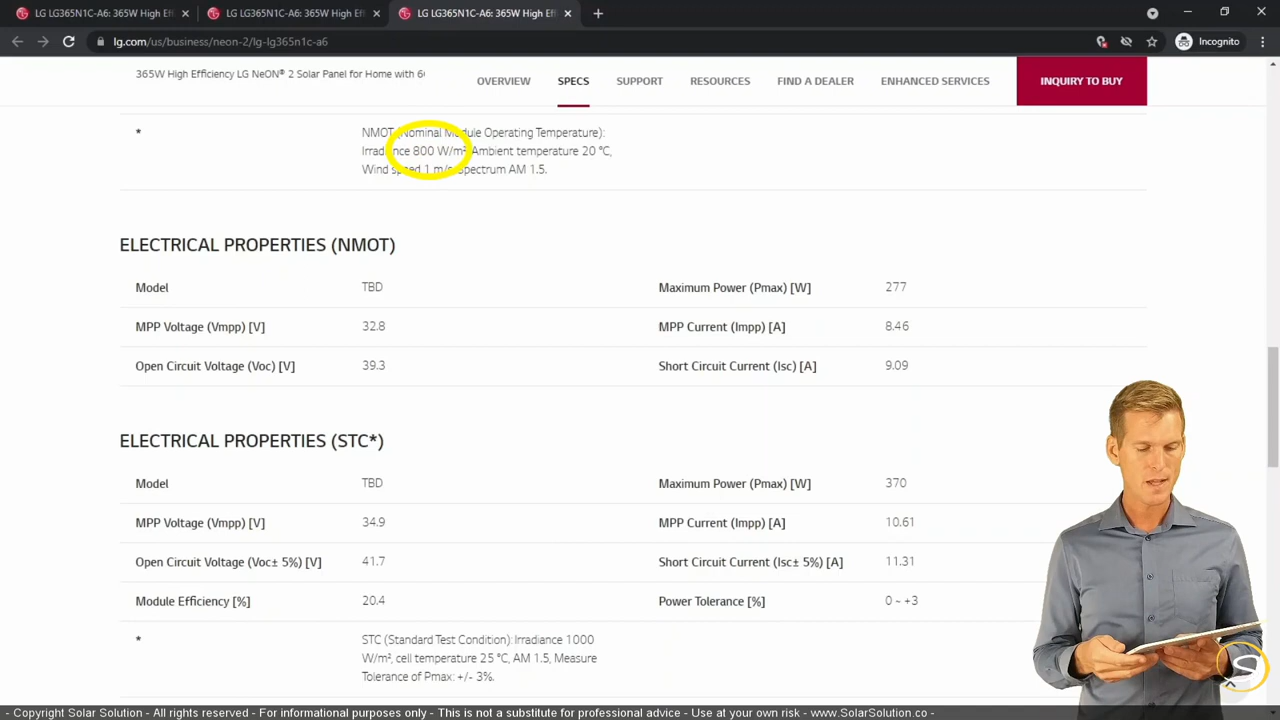 LG LG365N1C-A6: 365W High Effic
LG LG365N1C-A6: 365W High Effic
LG LG365N1C-A6: 365W High Effic
lg.com/us/business/neon-2/lg-lg365n1c-a6
Incognito
365W High Efficiency LG NeON® 2 Solar Panel for Home with 60
OVERVIEW
SPECS
SUPPORT
RESOURCES
FIND A DEALER
ENHANCED SERVICES
INQUIRY TO BUY
*
NMOT (Nominal Module Operating Temperature):
Irradiance 800 W/m², Ambient temperature 20 °C,
Wind speed 1 m/s, Spectrum AM 1.5.
ELECTRICAL PROPERTIES (NMOT)
Model TBD Maximum Power (Pmax) [W] 277
MPP Voltage (Vmpp) [V] 32.8 MPP Current (Impp) [A] 8.46
Open Circuit Voltage (Voc) [V] 39.3 Short Circuit Current (Isc) [A] 9.09
ELECTRICAL PROPERTIES (STC*)
Model TBD Maximum Power (Pmax) [W] 370
MPP Voltage (Vmpp) [V] 34.9 MPP Current (Impp) [A] 10.61
Open Circuit Voltage (Voc± 5%) [V] 41.7 Short Circuit Current (Isc± 5%) [A] 11.31
Module Efficiency [%] 20.4 Power Tolerance [%] 0 ~ +3
*
STC (Standard Test Condition): Irradiance 1000
W/m², cell temperature 25 °C, AM 1.5, Measure
Tolerance of Pmax: +/- 3%.
- Copyright Solar Solution - All rights reserved - For informational purposes only - This is not a substitute for professional advice - Use at your own risk - www.SolarSolution.co -